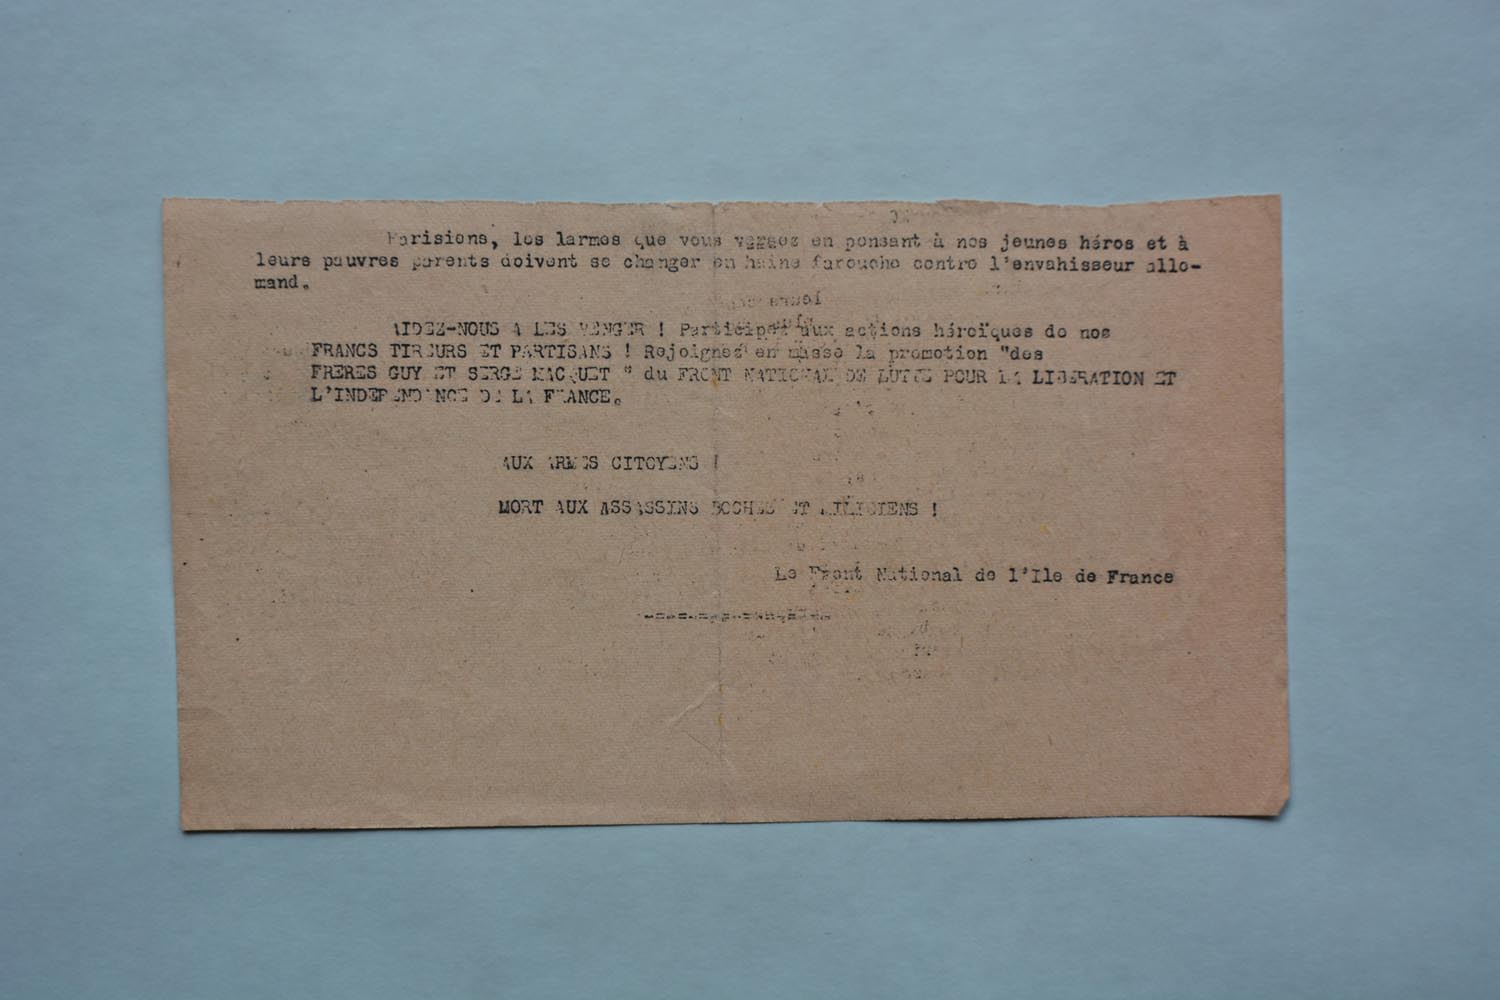 Parisiens, les larmes que vous versez en pensant à nos jeunes héros et à
leurs pauvres parents doivent se changer en haine farouche contre l'envahisseur alle-
mand.
AIDEZ-NOUS A LES VENGER ! Participez aux actions héroïques de nos
FRANCS TIREURS ET PARTISANS ! Rejoignez en masse la promotion "des
FRERES GUY ET SERGE MACQUET " du FRONT NATIONAL DE LUTTE POUR LA LIBERATION ET
L'INDEPENDANCE DE LA FRANCE.
AUX ARMES CITOYENS !
MORT AUX ASSASSINS BOCHES ET MILICIENS !
Le Front National de l'Ile de France